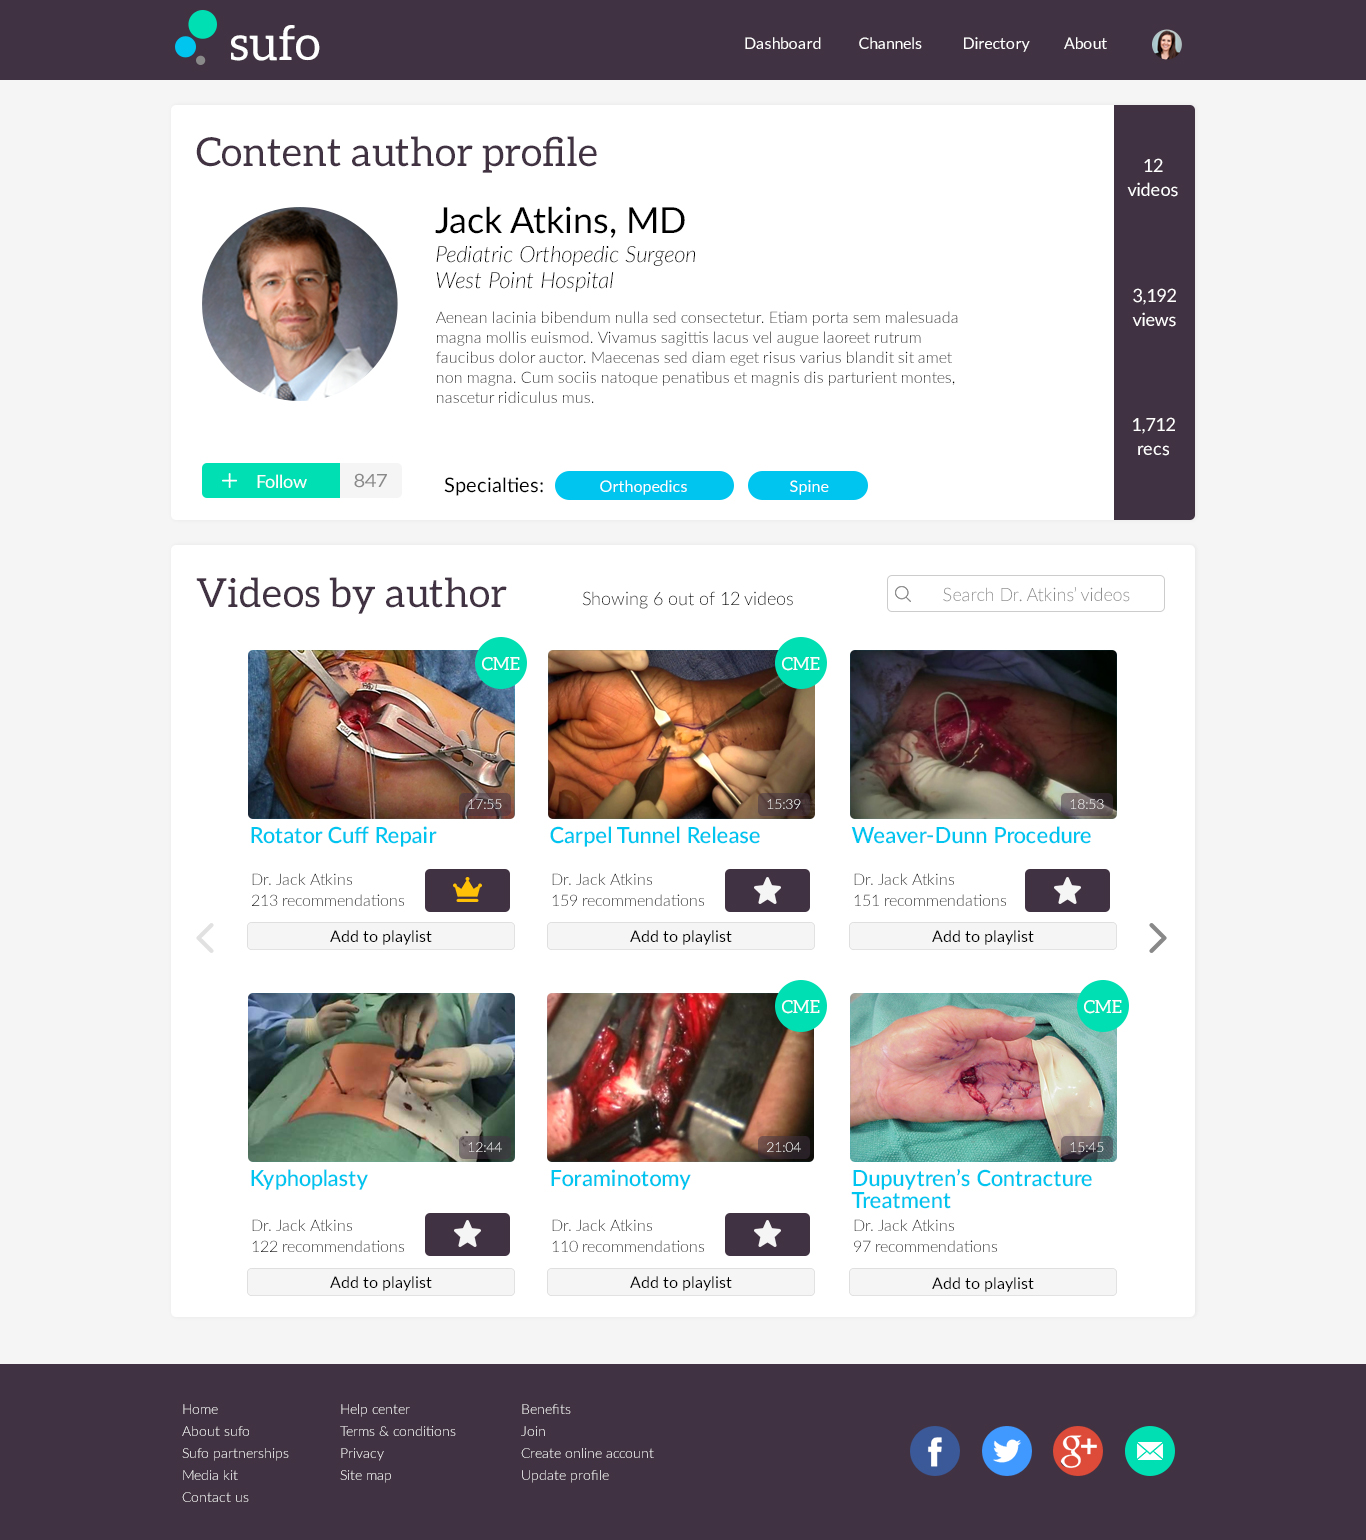 sufo
Dashboard Channels Directory About
Content author profile
Jack Atkins, MD
Pediatric Orthopedic Surgeon
West Point Hospital
Aenean lacinia bibendum nulla sed consectetur. Etiam porta sem malesuada
magna mollis euismod. Vivamus sagittis lacus vel augue laoreet rutrum
faucibus dolor auctor. Maecenas sed diam eget risus varius blandit sit amet
non magna. Cum sociis natoque penatibus et magnis dis parturient montes,
nascetur ridiculus mus.
+ Follow 847
Specialties: Orthopedics Spine
12
videos
3,192
views
1,712
recs
Videos by author
Showing 6 out of 12 videos
Search Dr. Atkins' videos
CME
17:55
Rotator Cuff Repair
Dr. Jack Atkins
213 recommendations
Add to playlist
CME
15:39
Carpel Tunnel Release
Dr. Jack Atkins
159 recommendations
Add to playlist
18:53
Weaver-Dunn Procedure
Dr. Jack Atkins
151 recommendations
Add to playlist
12:44
Kyphoplasty
Dr. Jack Atkins
122 recommendations
Add to playlist
CME
21:04
Foraminotomy
Dr. Jack Atkins
110 recommendations
Add to playlist
CME
15:45
Dupuytren's Contracture
Treatment
Dr. Jack Atkins
97 recommendations
Add to playlist
Home
About sufo
Sufo partnerships
Media kit
Contact us
Help center
Terms & conditions
Privacy
Site map
Benefits
Join
Create online account
Update profile
f
g+